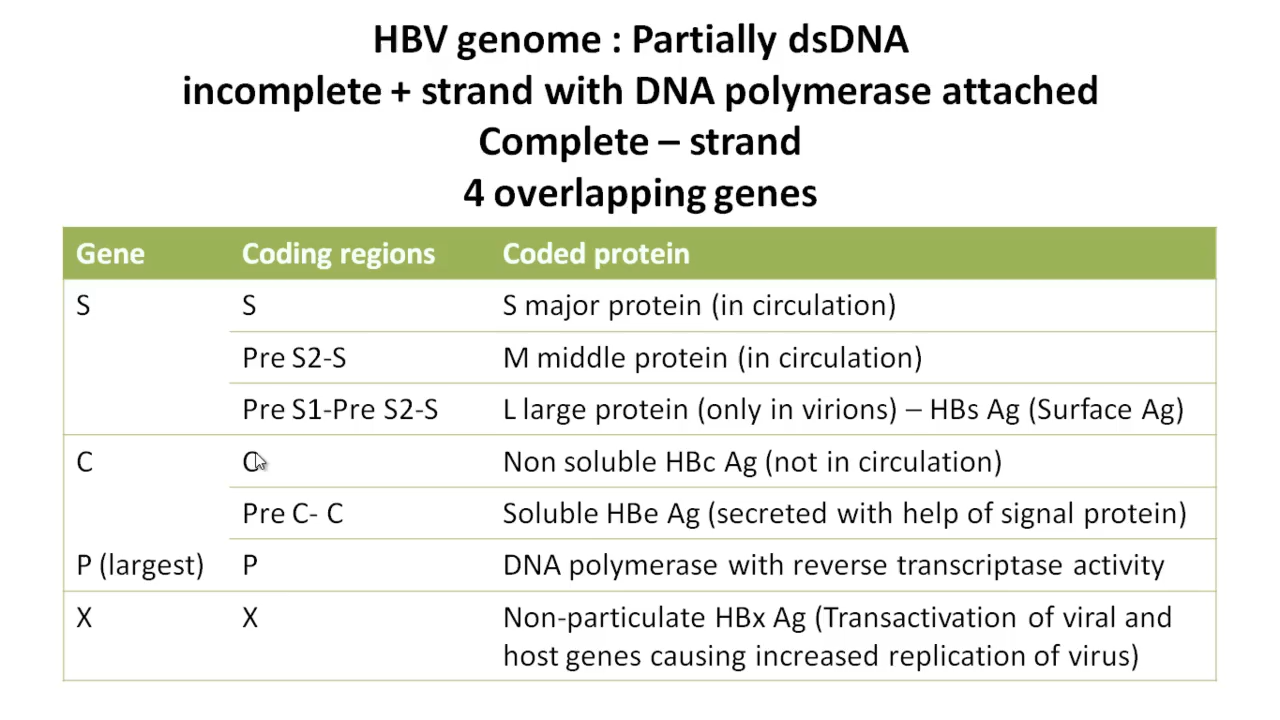 HBV genome : Partially dsDNA
incomplete + strand with DNA polymerase attached
Complete – strand
4 overlapping genes
Gene Coding regions Coded protein
S S S major protein (in circulation)
Pre S2-S M middle protein (in circulation)
Pre S1-Pre S2-S L large protein (only in virions) – HBs Ag (Surface Ag)
C C Non soluble HBc Ag (not in circulation)
Pre C- C Soluble HBe Ag (secreted with help of signal protein)
P (largest) P DNA polymerase with reverse transcriptase activity
X X Non-particulate HBx Ag (Transactivation of viral and
host genes causing increased replication of virus)